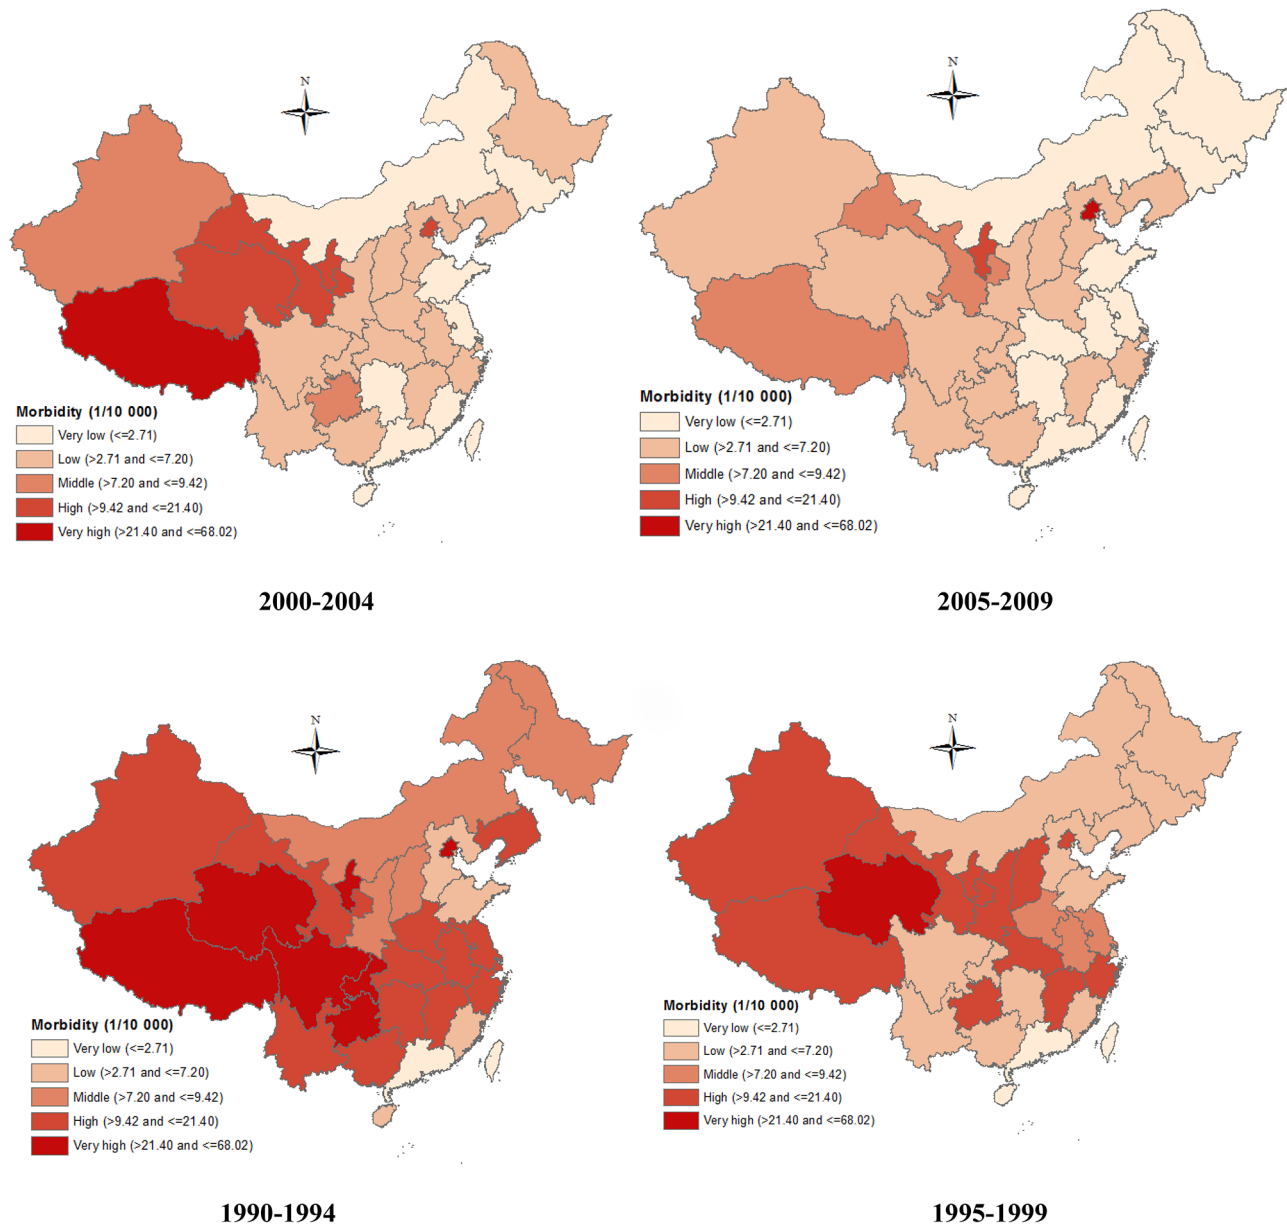 N
Morbidity (1/10 000)
Very low (<=2.71)
Low (>2.71 and <=7.20)
Middle (>7.20 and <=9.42)
High (>9.42 and <=21.40)
Very high (>21.40 and <=68.02)
2000-2004
N
Morbidity (1/10 000)
Very low (<=2.71)
Low (>2.71 and <=7.20)
Middle (>7.20 and <=9.42)
High (>9.42 and <=21.40)
Very high (>21.40 and <=68.02)
2005-2009
N
Morbidity (1/10 000)
Very low (<=2.71)
Low (>2.71 and <=7.20)
Middle (>7.20 and <=9.42)
High (>9.42 and <=21.40)
Very high (>21.40 and <=68.02)
1990-1994
N
Morbidity (1/10 000)
Very low (<=2.71)
Low (>2.71 and <=7.20)
Middle (>7.20 and <=9.42)
High (>9.42 and <=21.40)
Very high (>21.40 and <=68.02)
1995-1999